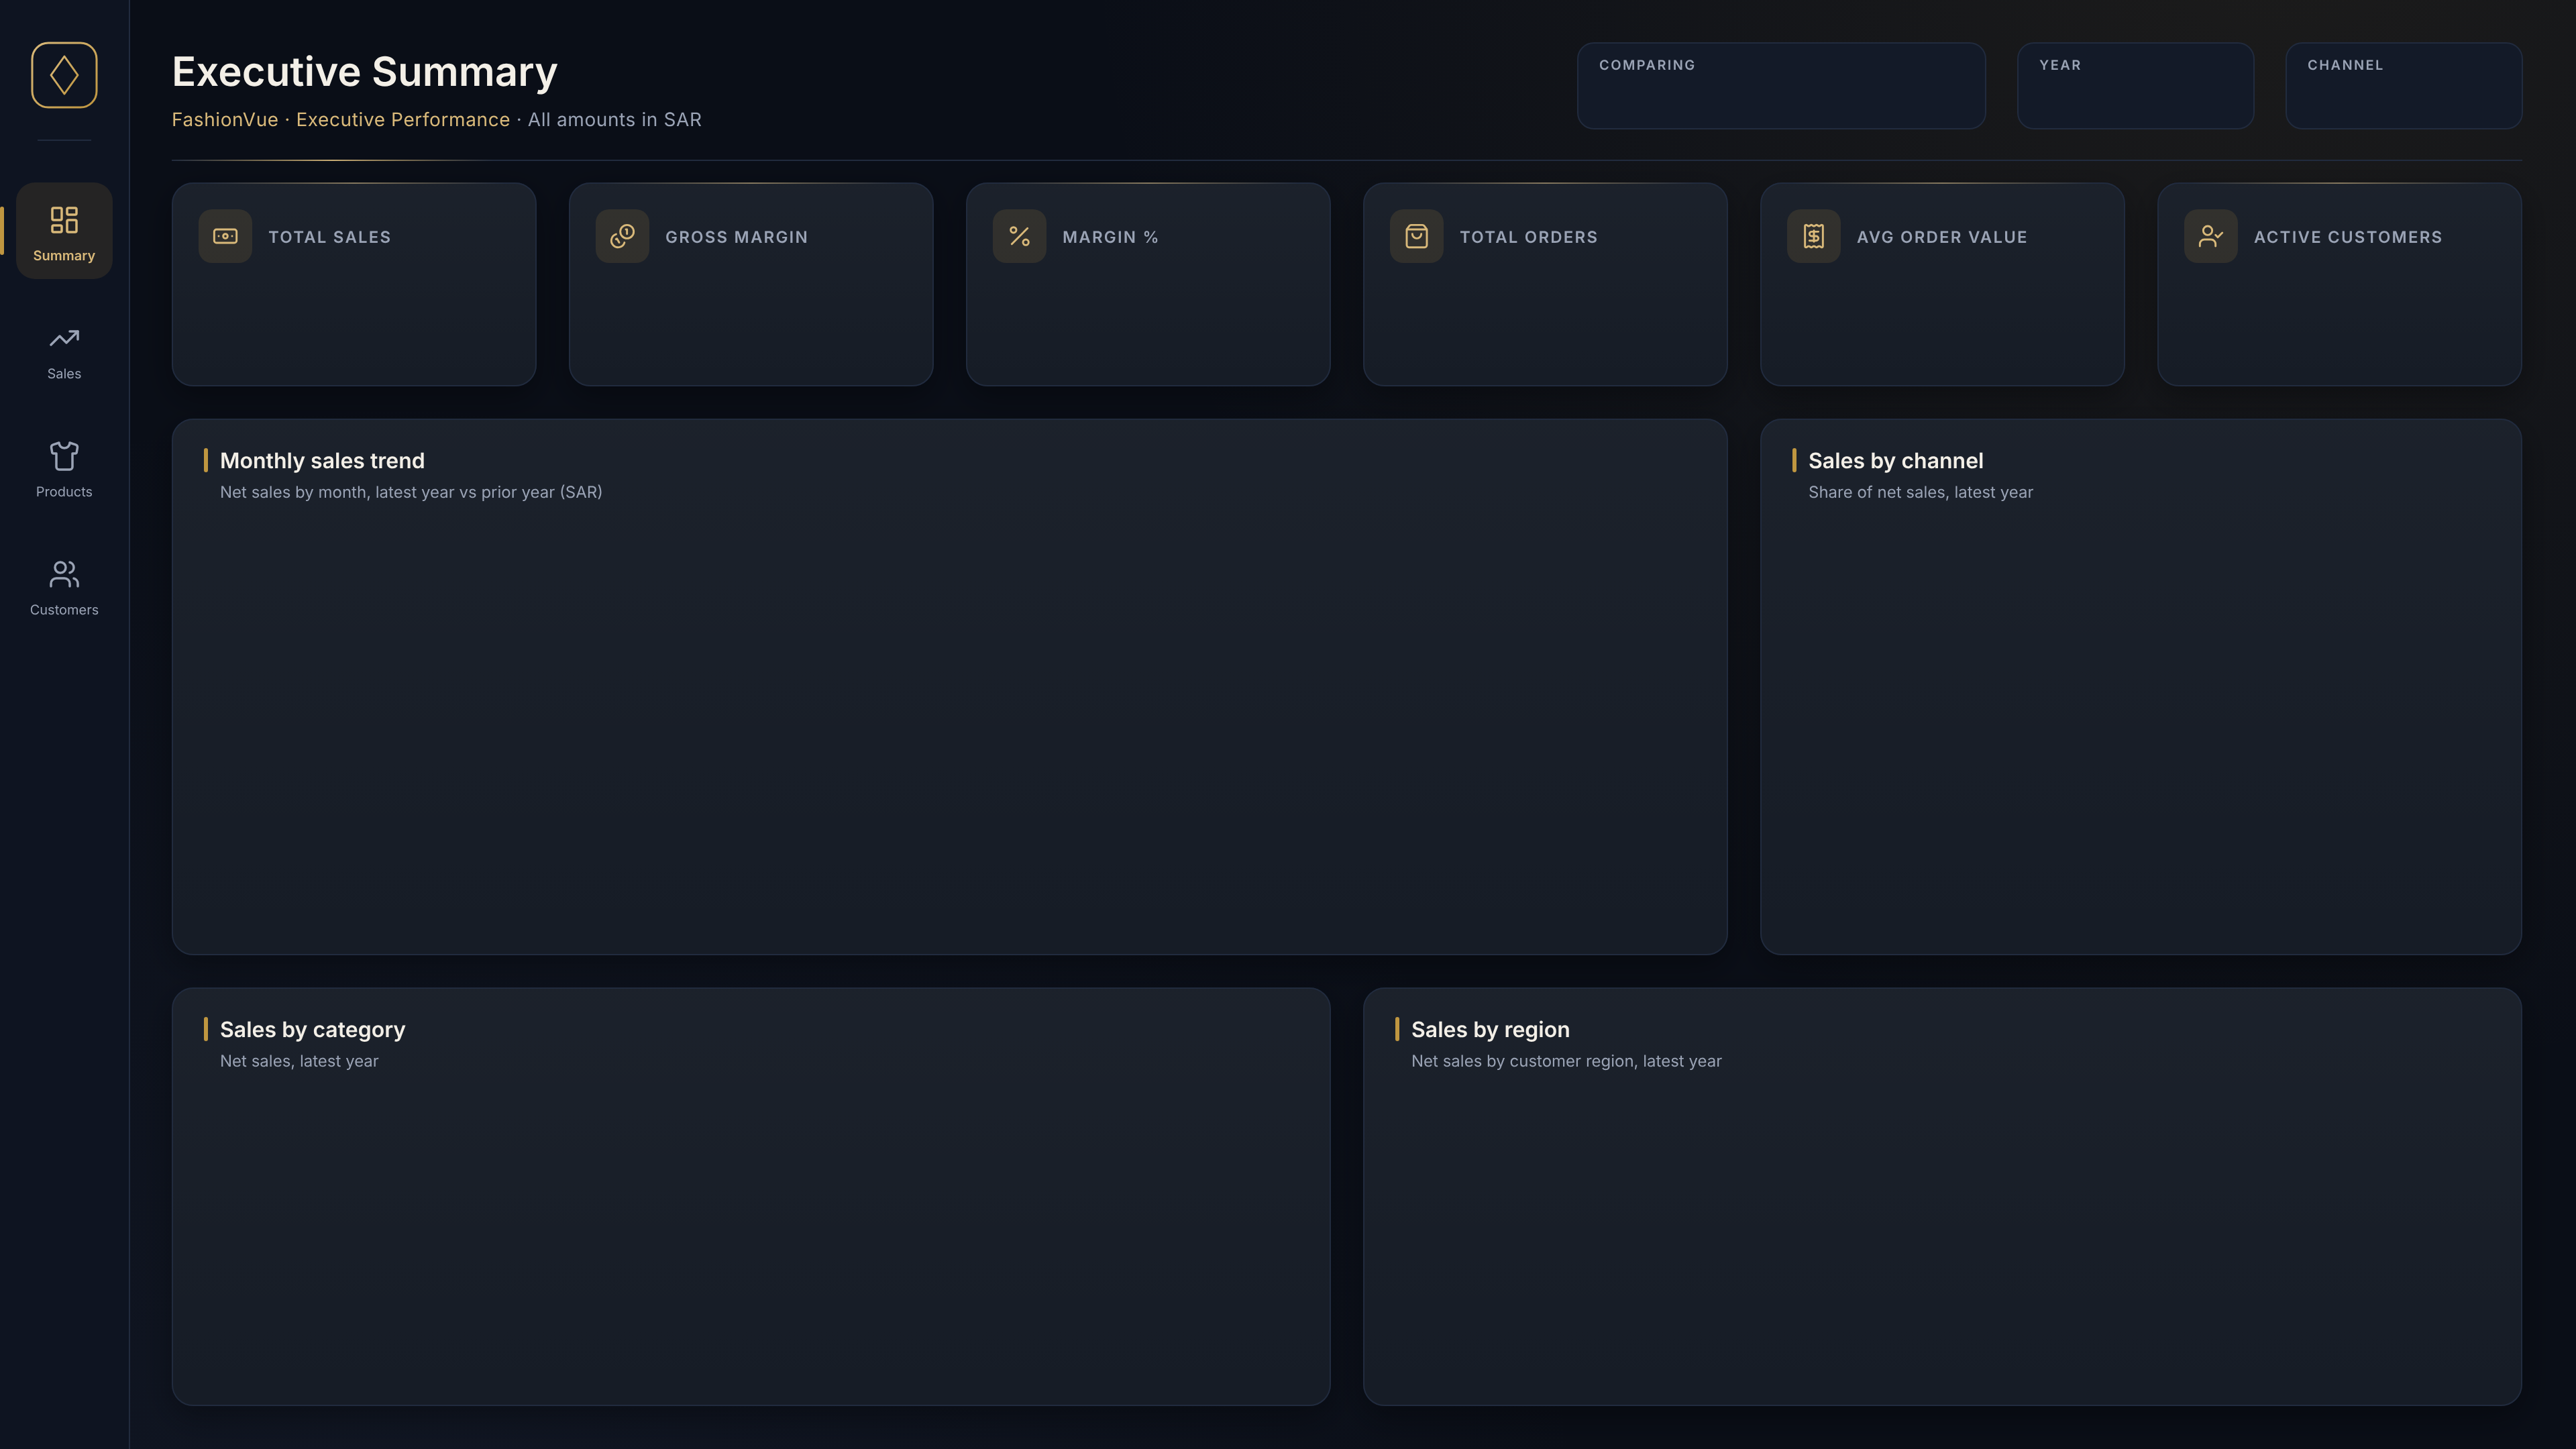 Executive Summary
FashionVue · Executive Performance · All amounts in SAR
COMPARING
YEAR
CHANNEL
Summary
Sales
Products
Customers
TOTAL SALES
GROSS MARGIN
MARGIN %
TOTAL ORDERS
AVG ORDER VALUE
ACTIVE CUSTOMERS
Monthly sales trend
Net sales by month, latest year vs prior year (SAR)
Sales by channel
Share of net sales, latest year
Sales by category
Net sales, latest year
Sales by region
Net sales by customer region, latest year